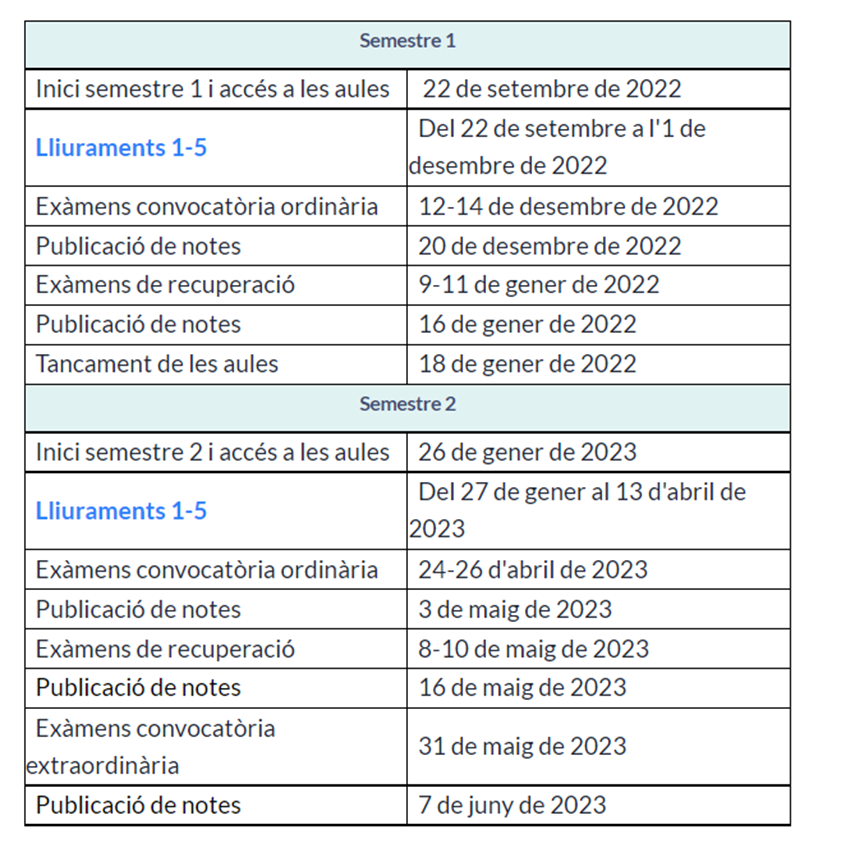 Semestre 1
Inici semestre 1 i accés a les aules 22 de setembre de 2022
Lliuraments 1-5 Del 22 de setembre a l'1 de
desembre de 2022
Exàmens convocatòria ordinària 12-14 de desembre de 2022
Publicació de notes 20 de desembre de 2022
Exàmens de recuperació 9-11 de gener de 2022
Publicació de notes 16 de gener de 2022
Tancament de les aules 18 de gener de 2022
Semestre 2
Inici semestre 2 i accés a les aules 26 de gener de 2023
Lliuraments 1-5 Del 27 de gener al 13 d'abril de
2023
Exàmens convocatòria ordinària 24-26 d'abril de 2023
Publicació de notes 3 de maig de 2023
Exàmens de recuperació 8-10 de maig de 2023
Publicació de notes 16 de maig de 2023
Exàmens convocatòria
extraordinària 31 de maig de 2023
Publicació de notes 7 de juny de 2023